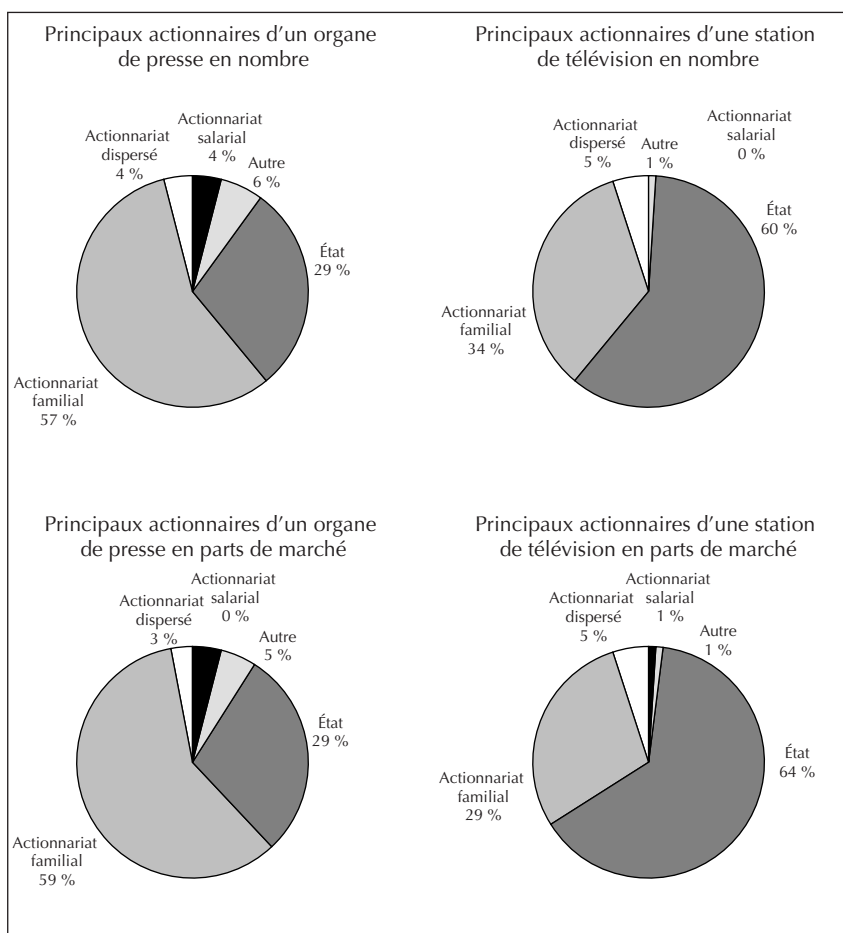 Principaux actionnaires d'un organe
de presse en nombre
Actionnariat
dispersé
4 %
Actionnariat
salarial
4 %
Autre
6 %
État
29 %
Actionnariat
familial
57 %
Principaux actionnaires d'une station
de télévision en nombre
Actionnariat
dispersé
5 %
Autre
1 %
Actionnariat
salarial
0 %
État
60 %
Actionnariat
familial
34 %
Principaux actionnaires d'un organe
de presse en parts de marché
Actionnariat
dispersé
3 %
Actionnariat
salarial
0 %
Autre
5 %
État
29 %
Actionnariat
familial
59 %
Principaux actionnaires d'une station
de télévision en parts de marché
Actionnariat
dispersé
5 %
Actionnariat
salarial
1 %
Autre
1 %
État
64 %
Actionnariat
familial
29 %